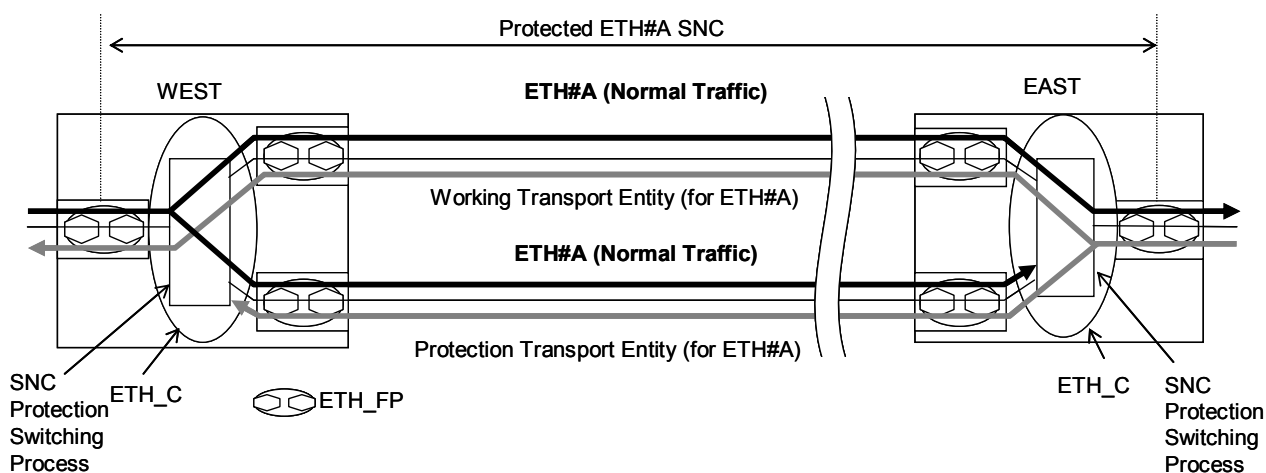 Protected ETH#A SNC
WEST
ETH#A (Normal Traffic)
EAST
Working Transport Entity (for ETH#A)
ETH#A (Normal Traffic)
Protection Transport Entity (for ETH#A)
SNC
Protection
Switching
Process
ETH_C
ETH_FP
ETH_C
SNC
Protection
Switching
Process